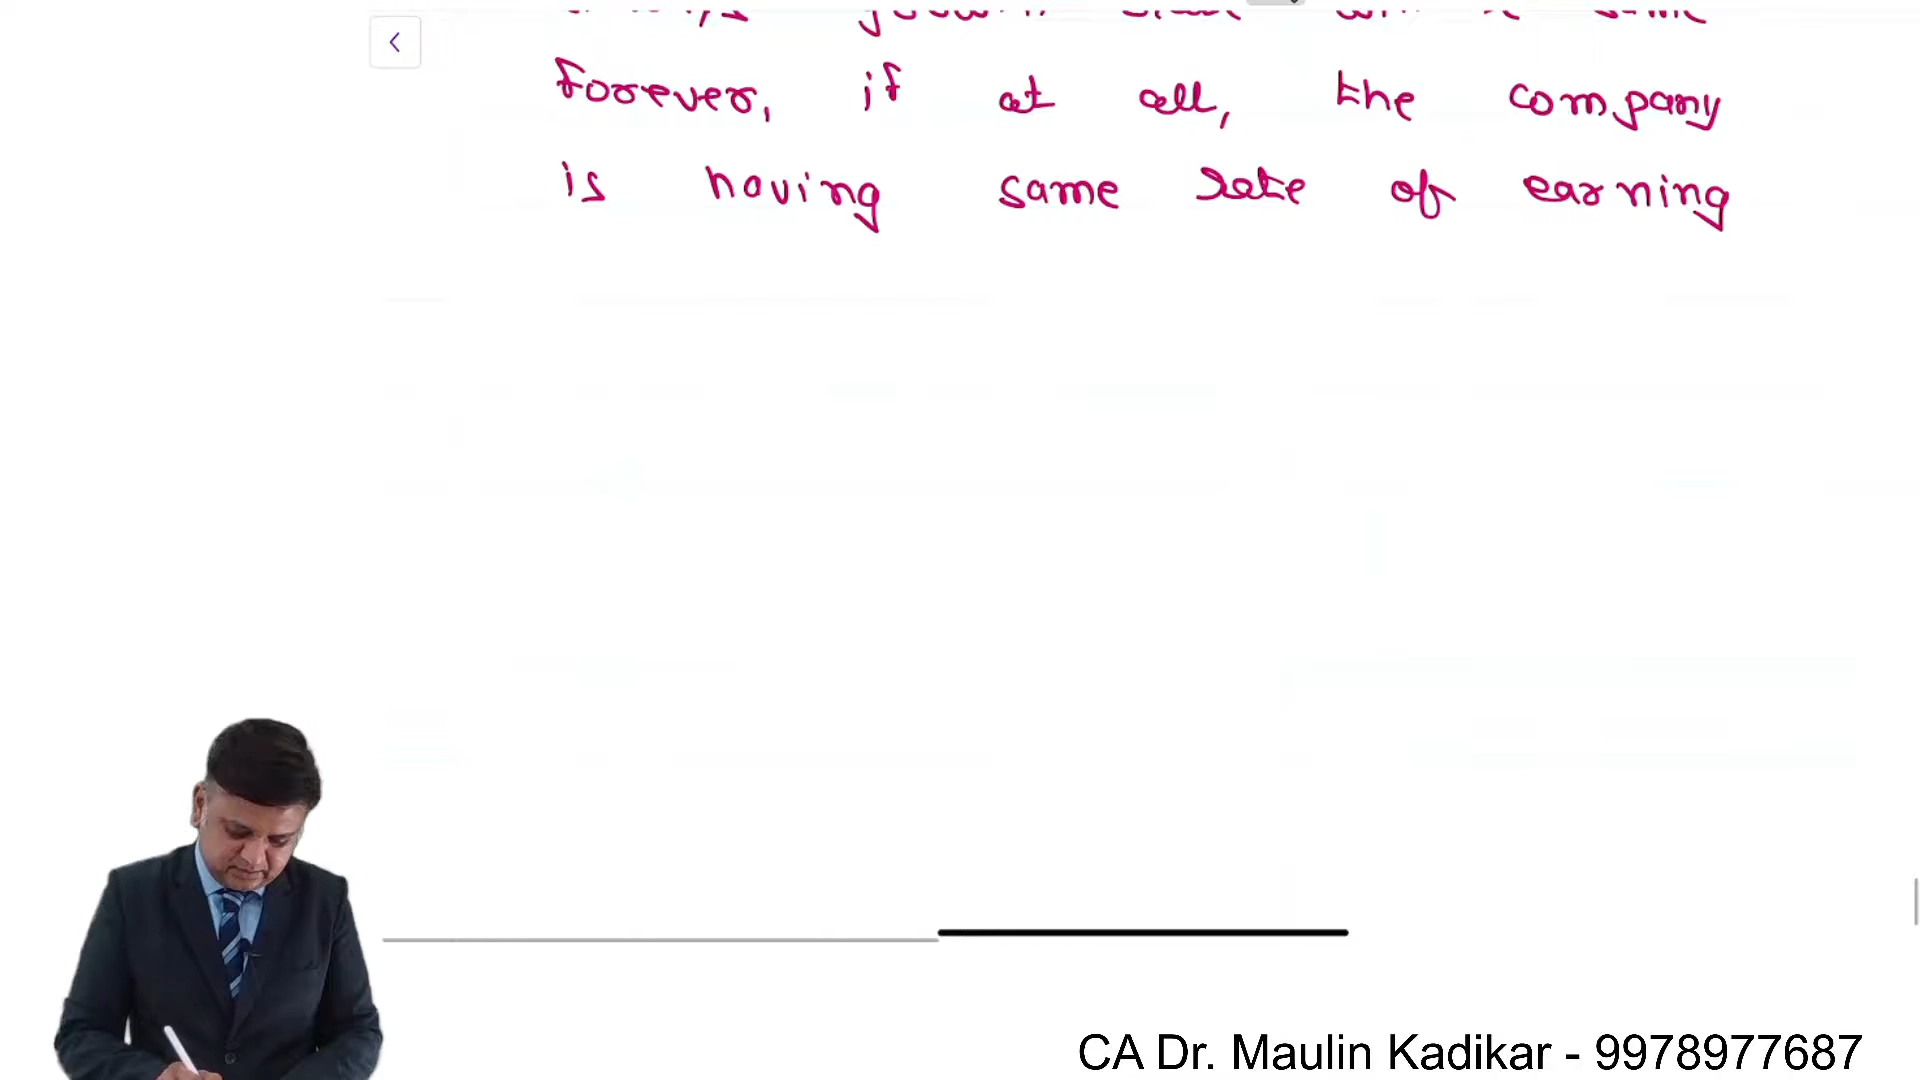 forever, if at all, the company
is having same rate of earning
CA Dr. Maulin Kadikar - 9978977687